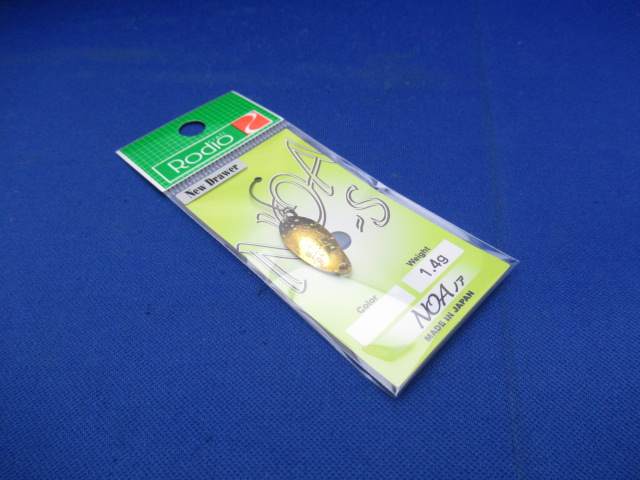 Rodio
New Drawer
NOA
-S
Weight
1.4g
Color
NOA ノア
MADE IN JAPAN